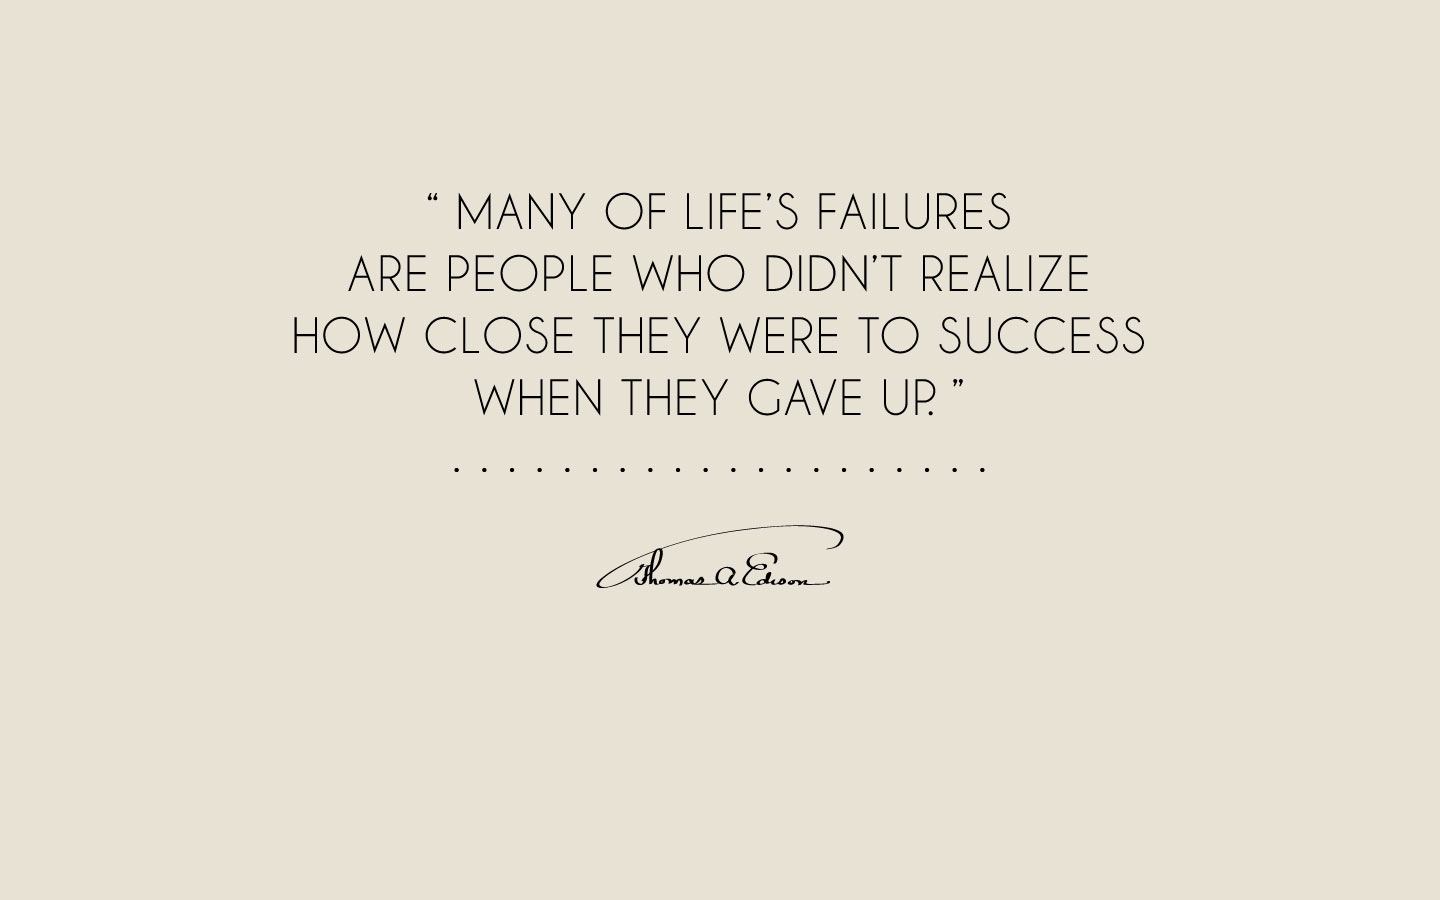 “ MANY OF LIFE’S FAILURES
ARE PEOPLE WHO DIDN’T REALIZE
HOW CLOSE THEY WERE TO SUCCESS
WHEN THEY GAVE UP. ”
. . . . . . . . . . . . . . . . . . . .
Thomas A Edison